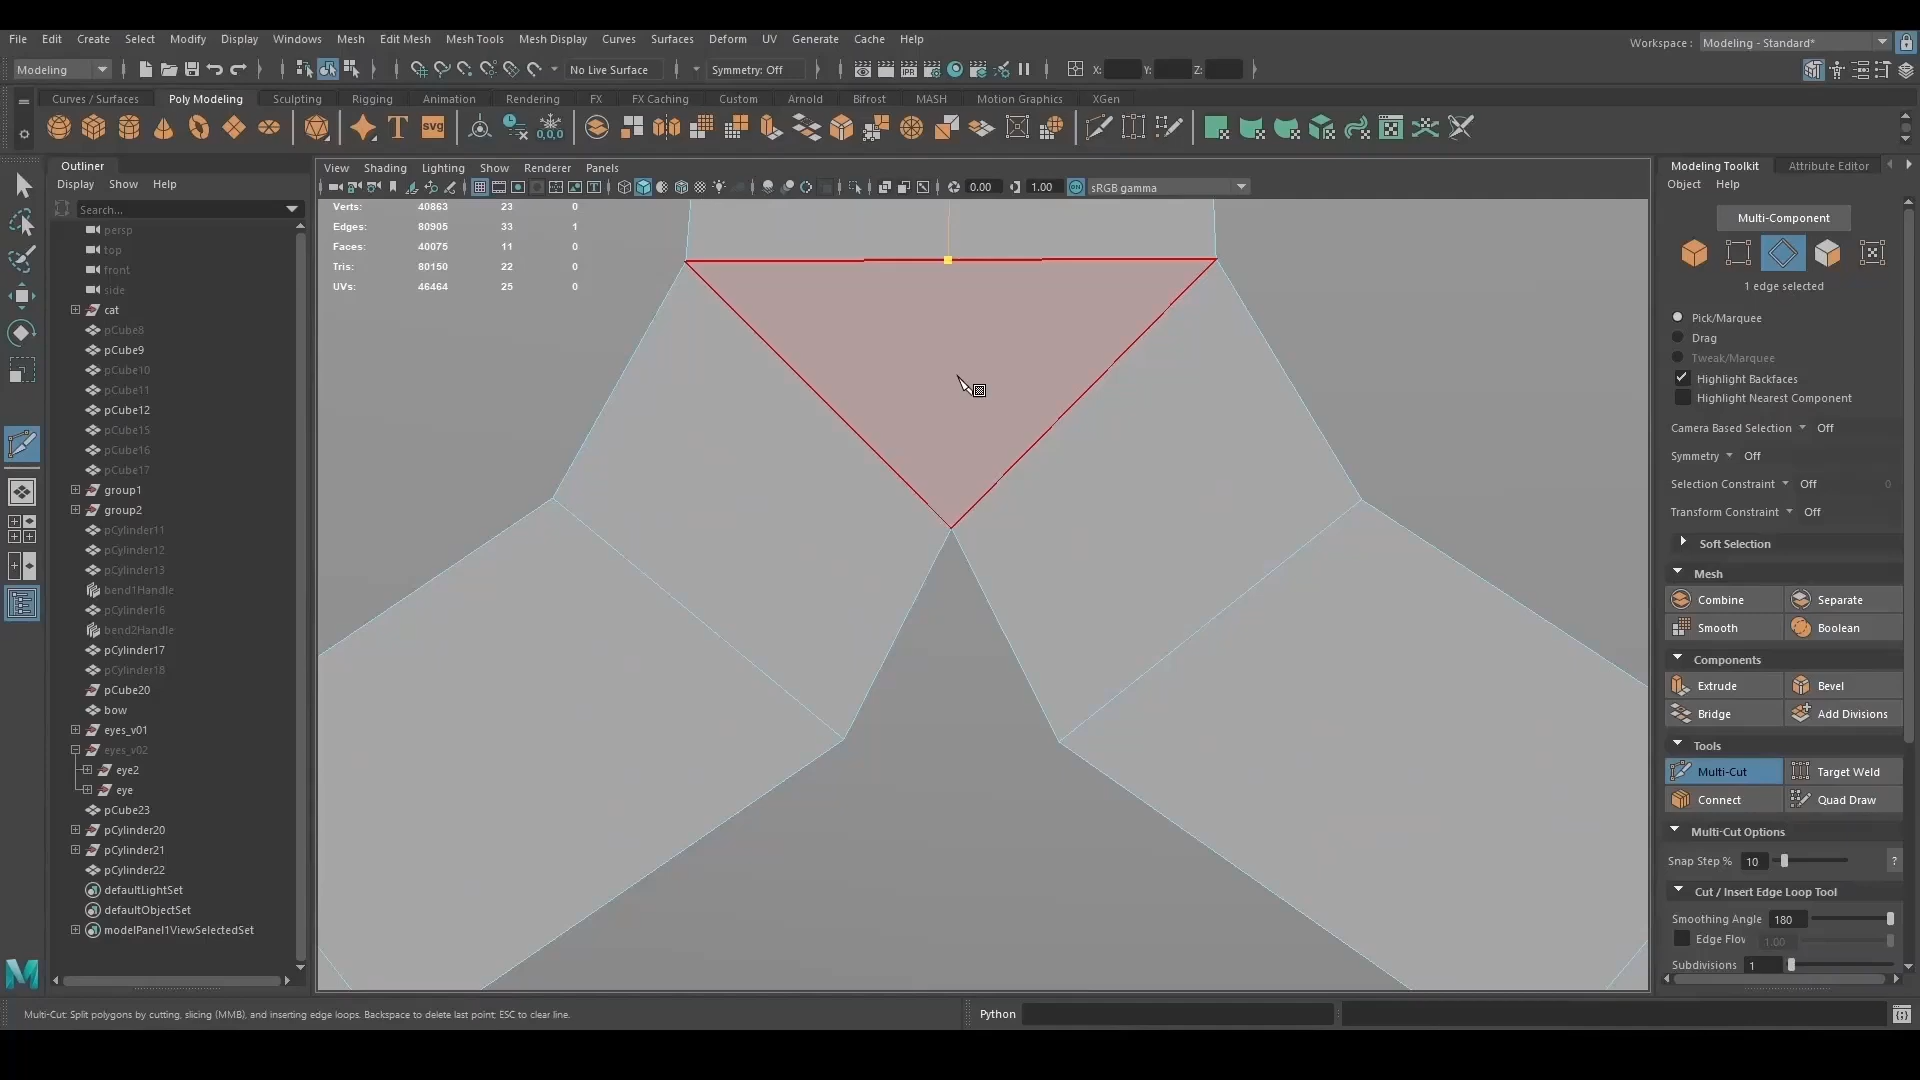 File Edit Create Select Modify Display Windows Mesh Edit Mesh Mesh Tools Mesh Display Curves Surfaces Deform UV Generate Cache Help
Workspace : Modeling - Standard*
Modeling No Live Surface Symmetry: Off IPR X: Y: Z:
Curves / Surfaces Poly Modeling Sculpting Rigging Animation Rendering FX FX Caching Custom Arnold Bifrost MASH Motion Graphics XGen
T SVG 0,0,0
Outliner
Display Show Help
Search...
persp
top
front
side
cat
pCube8
pCube9
pCube10
pCube11
pCube12
pCube15
pCube16
pCube17
group1
group2
pCylinder11
pCylinder12
pCylinder13
bend1Handle
pCylinder16
bend2Handle
pCylinder17
pCylinder18
pCube20
bow
eyes_v01
eyes_v02
eye2
eye
pCube23
pCylinder20
pCylinder21
pCylinder22
defaultLightSet
defaultObjectSet
modelPanel1ViewSelectedSet
View Shading Lighting Show Renderer Panels
0.00 1.00 ON sRGB gamma
Verts: 40863 23 0
Edges: 80905 33 1
Faces: 40075 11 0
Tris: 80150 22 0
UVs: 46464 25 0
Modeling Toolkit Attribute Editor
Object Help
Multi-Component
1 edge selected
Pick/Marquee
Drag
Tweak/Marquee
Highlight Backfaces
Highlight Nearest Component
Camera Based Selection Off
Symmetry Off
Selection Constraint Off 0
Transform Constraint Off
Soft Selection
Mesh
Combine Separate
Smooth Boolean
Components
Extrude Bevel
Bridge Add Divisions
Tools
Multi-Cut Target Weld
Connect Quad Draw
Multi-Cut Options
Snap Step % 10 ?
Cut / Insert Edge Loop Tool
Smoothing Angle 180
Edge Flow 1.00
Subdivisions 1
M
Multi-Cut: Split polygons by cutting, slicing (MMB), and inserting edge loops. Backspace to delete last point; ESC to clear line.
Python